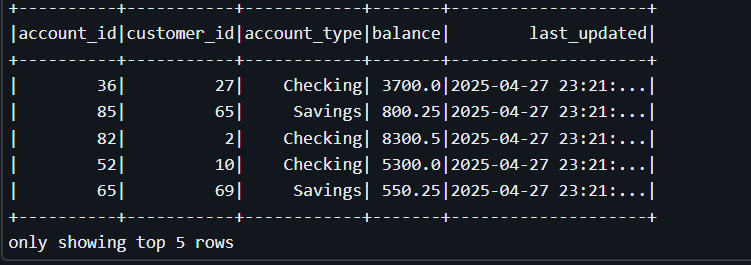 +----------+-----------+------------+-------+--------------------+
|account_id|customer_id|account_type|balance|        last_updated|
+----------+-----------+------------+-------+--------------------+
|        36|         27|    Checking| 3700.0|2025-04-27 23:21:...|
|        85|         65|     Savings| 800.25|2025-04-27 23:21:...|
|        82|          2|    Checking| 8300.5|2025-04-27 23:21:...|
|        52|         10|    Checking| 5300.0|2025-04-27 23:21:...|
|        65|         69|     Savings| 550.25|2025-04-27 23:21:...|
+----------+-----------+------------+-------+--------------------+
only showing top 5 rows